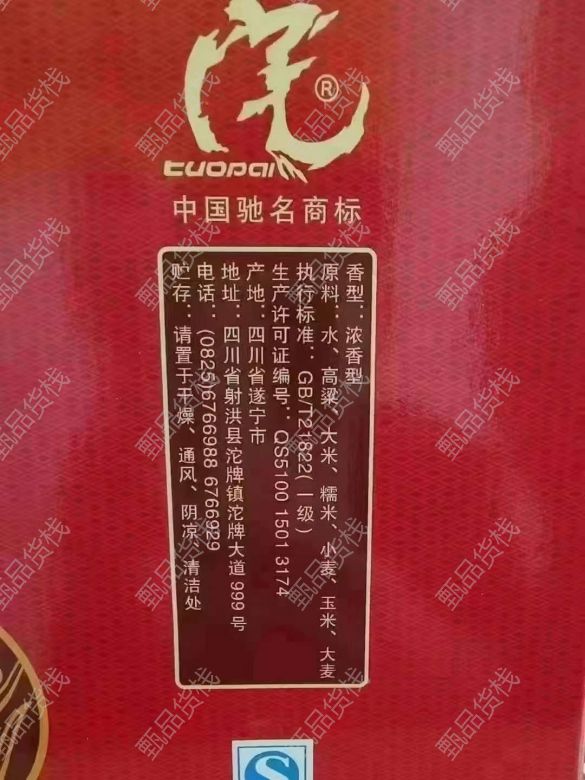 沱
®
tuopai
中国驰名商标
香型：浓香型
原料：水、高粱、大米、糯米、小麦、玉米、大麦
执行标准：GB/T21822(一级)
生产许可证编号：QS5100 1501 3174
产地：四川省遂宁市
地址：四川省射洪县沱牌镇沱牌大道999号
电话：(0825)6766988 6766929
贮存：请置于干燥、通风、阴凉、清洁处
甄品货栈